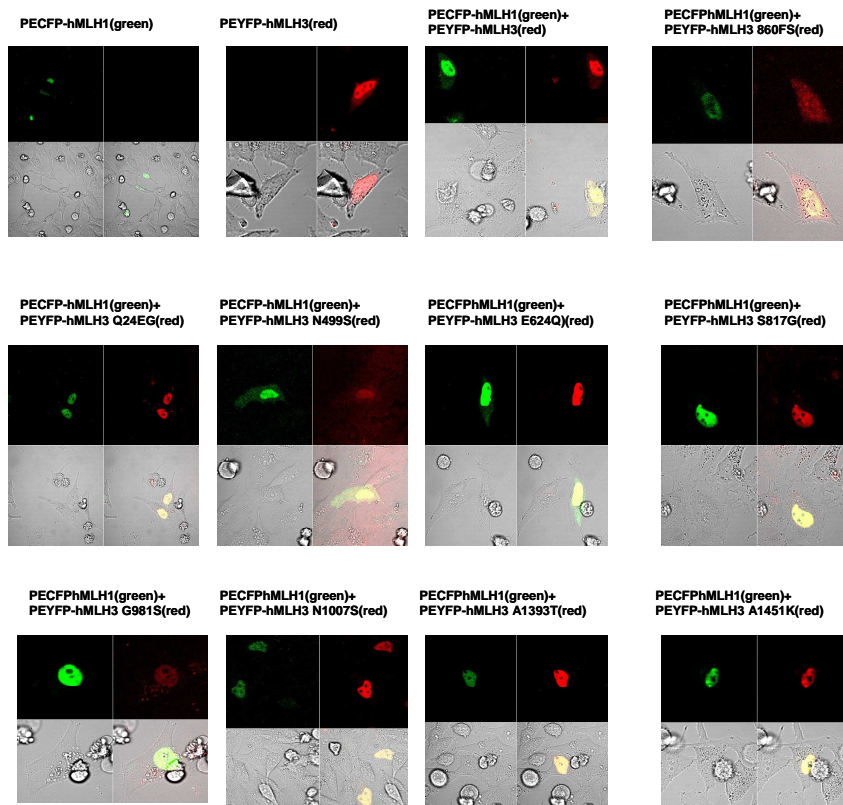 PECFP-hMLH1(green)
PEYFP-hMLH3(red)
PECFP-hMLH1(green)+
PEYFP-hMLH3(red)
PECFPhMLH1(green)+
PEYFP-hMLH3 860FS(red)
PECFP-hMLH1(green)+
PEYFP-hMLH3 Q24EG(red)
PECFP-hMLH1(green)+
PEYFP-hMLH3 N499S(red)
PECFPhMLH1(green)+
PEYFP-hMLH3 E624Q)(red)
PECFPhMLH1(green)+
PEYFP-hMLH3 S817G(red)
PECFPhMLH1(green)+
PEYFP-hMLH3 G981S(red)
PECFPhMLH1(green)+
PEYFP-hMLH3 N1007S(red)
PECFPhMLH1(green)+
PEYFP-hMLH3 A1393T(red)
PECFPhMLH1(green)+
PEYFP-hMLH3 A1451K(red)